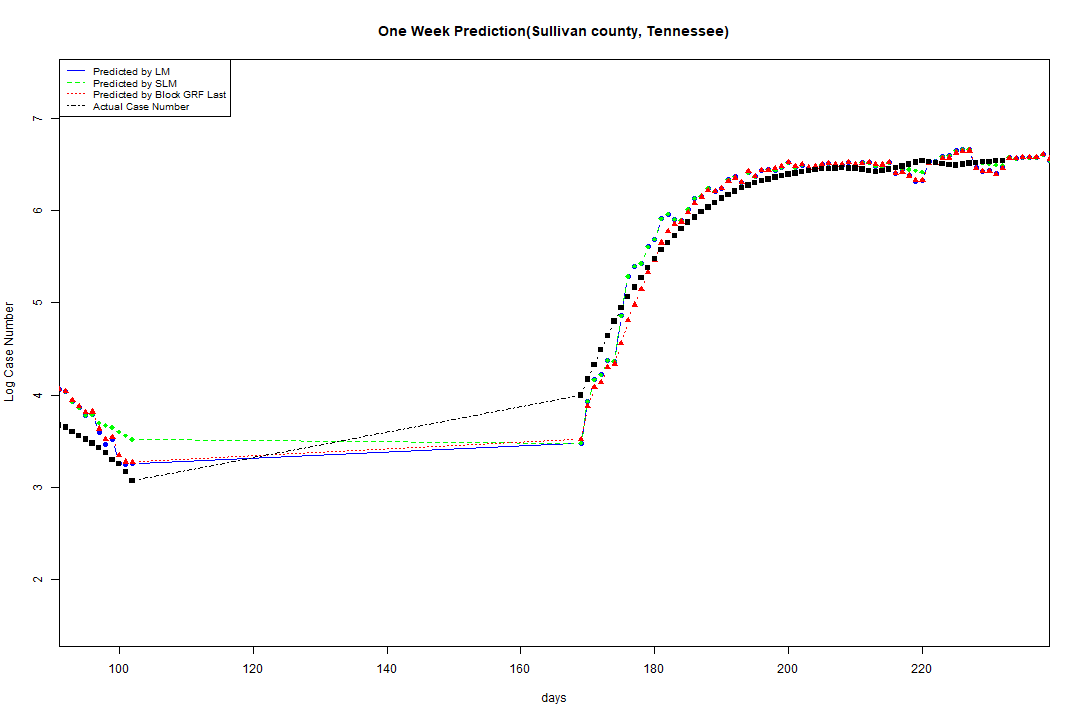 One Week Prediction(Sullivan county, Tennessee)
Predicted by LM
Predicted by SLM
Predicted by Block GRF Last
Actual Case Number
Log Case Number
7
6
5
4
3
2
100 120 140 160 180 200 220
days